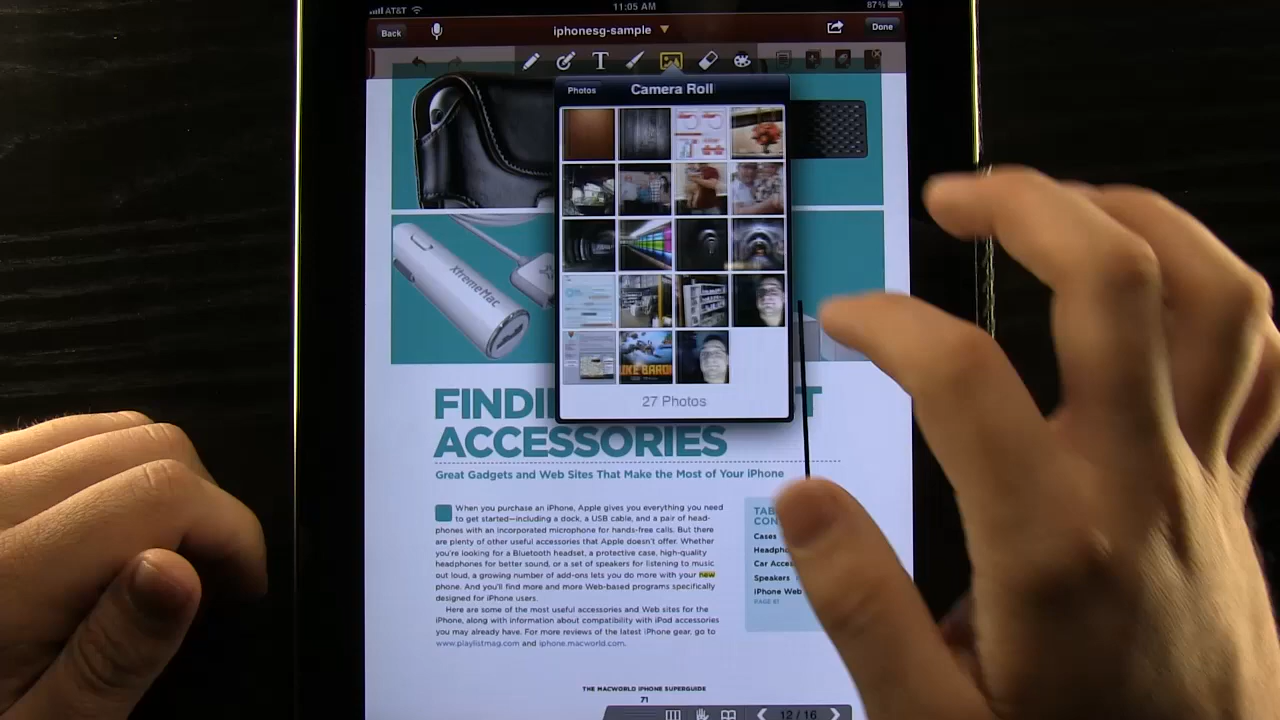 AT&T 11:05 AM 87%
Back iphonesg-sample Done
T
Photos Camera Roll
XtremeMac
27 Photos
FINDI T
ACCESSORIES
Great Gadgets and Web Sites That Make the Most of Your iPhone
When you purchase an iPhone, Apple gives you everything you need
to get started—including a dock, a USB cable, and a pair of head-
phones with an incorporated microphone for hands-free calls. But there
are plenty of other useful accessories that Apple doesn't offer. Whether
you're looking for a Bluetooth headset, a protective case, high-quality
headphones for better sound, or a set of speakers for listening to music
out loud, a growing number of add-ons lets you do more with your new
phone. And you'll find more and more Web-based programs specifically
designed for iPhone users.
Here are some of the most useful accessories and Web sites for the
iPhone, along with information about compatibility with iPod accessories
you may already have. For more reviews of the latest iPhone gear, go to
www.playlistmag.com and iphone.macworld.com.
TAB
CON
Cases
Headpho
Car Acces
Speakers
iPhone Web
PAGE 91
THE MACWORLD IPHONE SUPERGUIDE
71
12 / 16